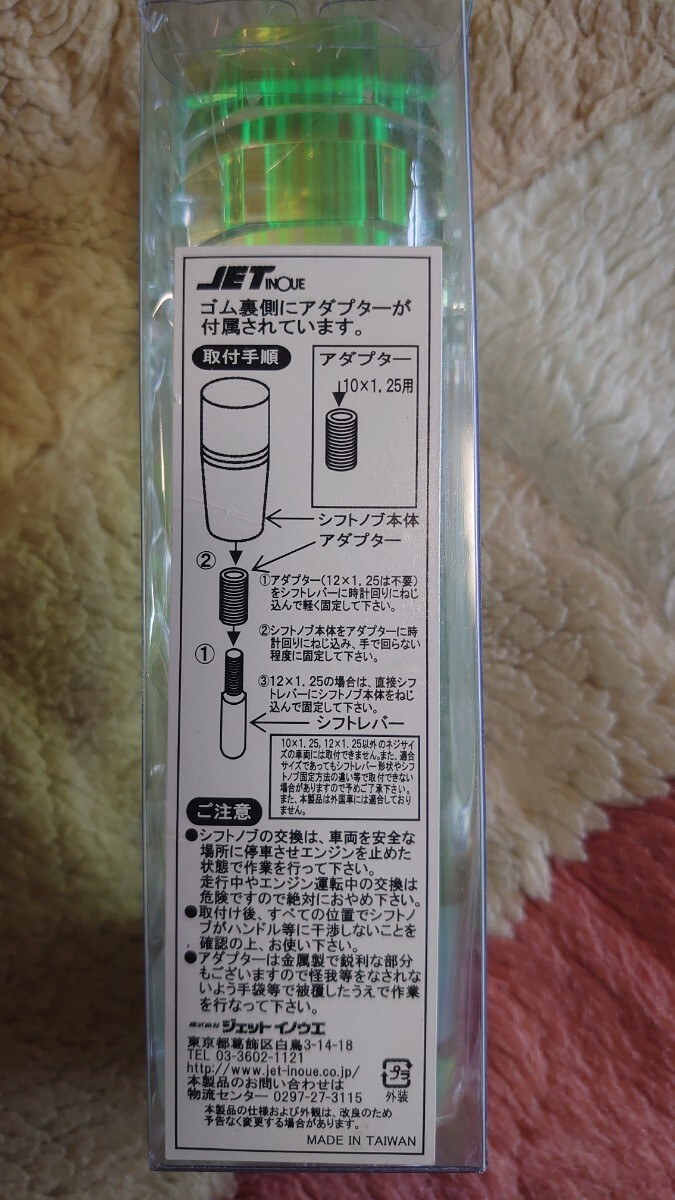 JET INOUE
ゴム裏側にアダプターが
付属されています。
取付手順
アダプター
10×1.25用
シフトノブ本体
アダプター
②
①アダプター(12×1.25は不要)
をシフトレバーに時計回りにねじ
込んで軽く固定して下さい。
②シフトノブ本体をアダプターに時
計回りにねじ込み、手で回らない
程度に固定して下さい。
①
③12×1.25の場合は、直接シフ
トレバーにシフトノブ本体をねじ
込んで固定して下さい。
シフトレバー
10×1.25,12×1.25以外のネジサイ
ズの車両には取付できません。また、適合
サイズであってもシフトレバー形状やシフ
トノブ固定方法の違い等で取付できない
場合がありますので予めご了承下さい。
また、本製品は外国車には適合しており
ません。
ご注意
●シフトノブの交換は、車両を安全な
場所に停車させエンジンを止めた
状態で作業を行って下さい。
走行中やエンジン運転中の交換は
危険ですので絶対におやめ下さい。
●取付け後、すべての位置でシフトノ
ブがハンドル等に干渉しないことを
確認の上、お使い下さい。
●アダプターは金属製で鋭利な部分
もございますので怪我等をなされな
いよう手袋等で被覆したうえで作業
を行なって下さい。
株式会社 ジェットイノウエ
東京都葛飾区白鳥3-14-18
TEL 03-3602-1121
http://www.jet-inoue.co.jp/
本製品のお問い合わせは
物流センター 0297-27-3115
プラ
外装
本製品の仕様および外観は、改良のため
予告なく変更する場合があります。
MADE IN TAIWAN